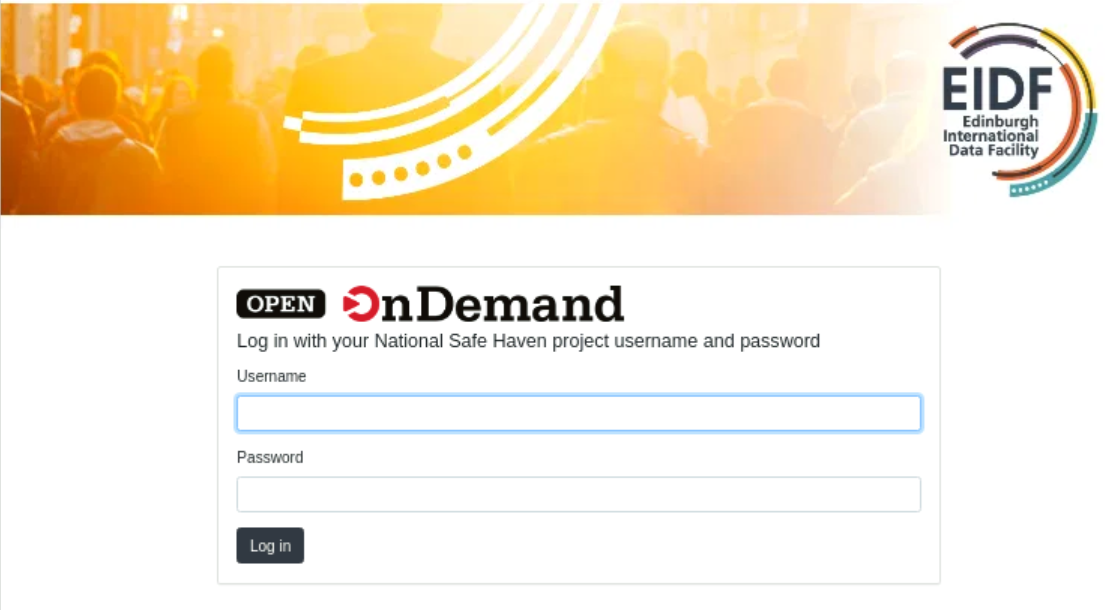 EIDF
Edinburgh
International
Data Facility
OPEN OnDemand
Log in with your National Safe Haven project username and password
Username
Password
Log in